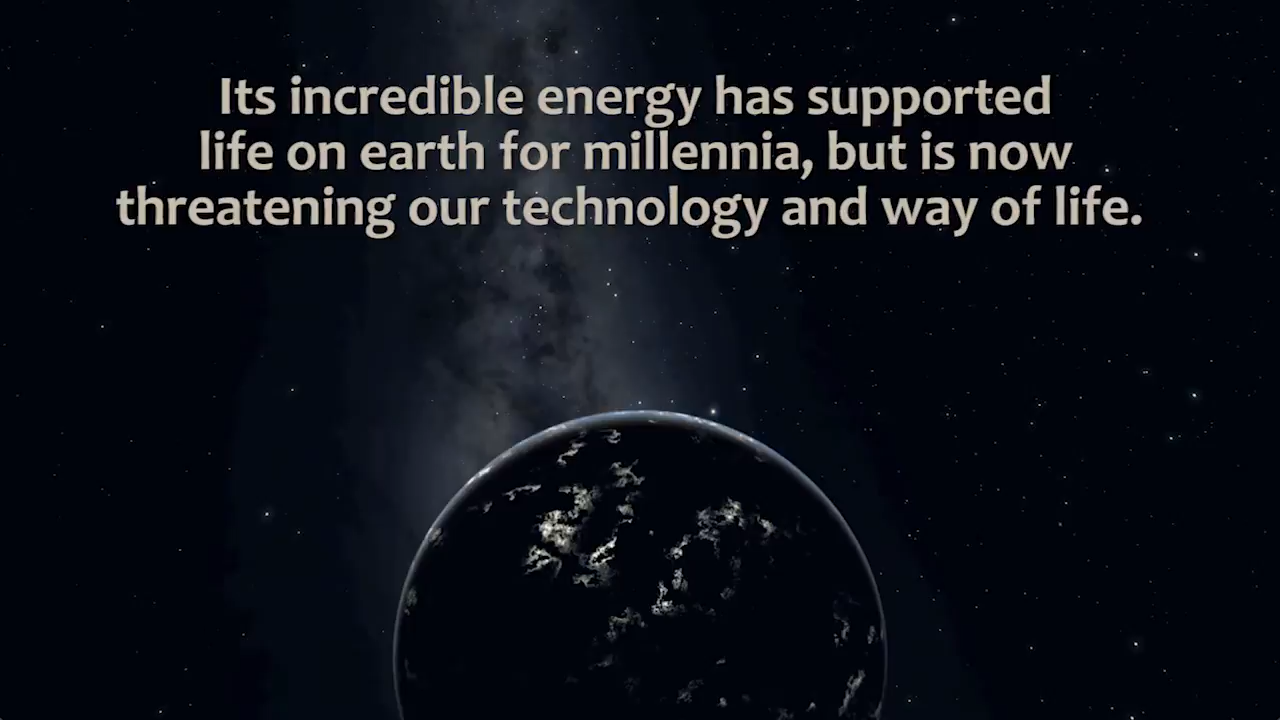 Its incredible energy has supported
life on earth for millennia, but is now
threatening our technology and way of life.